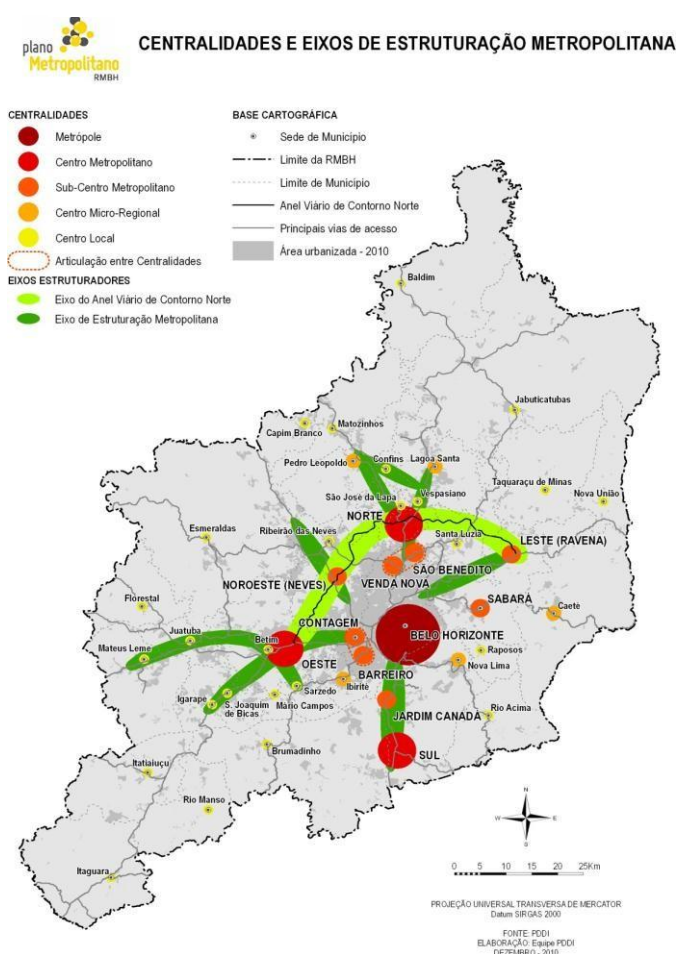 plano
Metropolitano
RMBH
CENTRALIDADES E EIXOS DE ESTRUTURAÇÃO METROPOLITANA
CENTRALIDADES
Metrópole
Centro Metropolitano
Sub-Centro Metropolitano
Centro Micro-Regional
Centro Local
Articulação entre Centralidades
EIXOS ESTRUTURADORES
Eixo do Anel Viário de Contorno Norte
Eixo de Estruturação Metropolitana
BASE CARTOGRÁFICA
Sede de Município
Limite da RMBH
Limite de Município
Anel Viário de Contorno Norte
Principais vias de acesso
Área urbanizada - 2010
Baldim
Jabuticatubas
Capim Branco
Matozinhos
Pedro Leopoldo
Confins
Lagoa Santa
Taquaraçu de Minas
Nova União
São José da Lapa
Vespasiano
NORTE
Esmeraldas
Ribeirão das Neves
Santa Luzia
LESTE (RAVENA)
SÃO BENEDITO
NOROESTE (NEVES)
VENDA NOVA
Florestal
SABARÁ
Caeté
CONTAGEM
Juatuba
Betim
BELO HORIZONTE
Mateus Leme
Raposos
OESTE
Nova Lima
BARREIRO
Ibirité
Sarzedo
Igarapé
S. Joaquim
de Bicas
Mário Campos
Rio Acima
JARDIM CANADÁ
Brumadinho
SUL
Itatiaiuçu
Rio Manso
Itaguara
N
W
E
S
0 5 10 15 20 25Km
PROJEÇÃO UNIVERSAL TRANSVERSA DE MERCATOR
Datum SIRGAS 2000
FONTE: PDDI
ELABORAÇÃO: Equipe PDDI
DEZEMBRO - 2010